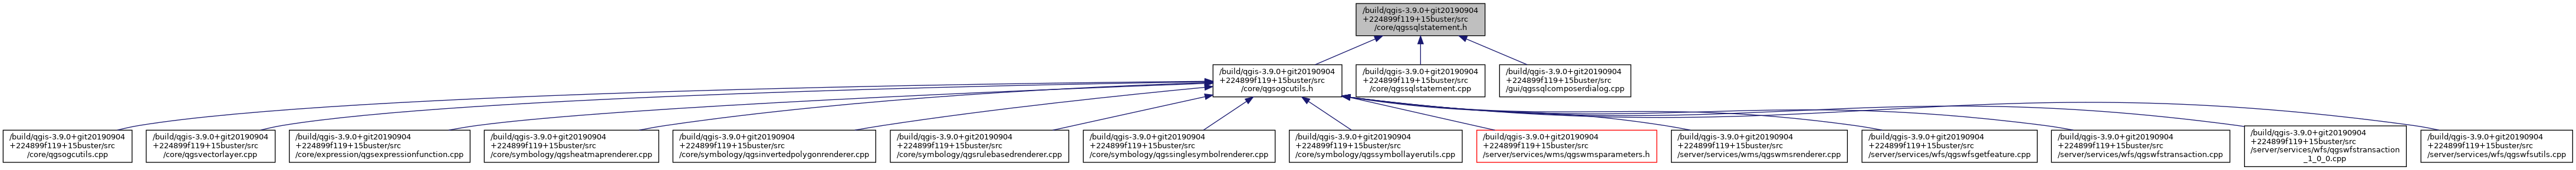 /build/qgis-3.9.0+git20190904
+224899f119+15buster/src
/core/qgssqlstatement.h
/build/qgis-3.9.0+git20190904
+224899f119+15buster/src
/core/qgsogcutils.h
/build/qgis-3.9.0+git20190904
+224899f119+15buster/src
/core/qgssqlstatement.cpp
/build/qgis-3.9.0+git20190904
+224899f119+15buster/src
/gui/qgssqlcomposerdialog.cpp
/build/qgis-3.9.0+git20190904
+224899f119+15buster/src
/core/qgsogcutils.cpp
/build/qgis-3.9.0+git20190904
+224899f119+15buster/src
/core/qgsvectorlayer.cpp
/build/qgis-3.9.0+git20190904
+224899f119+15buster/src
/core/expression/qgsexpressionfunction.cpp
/build/qgis-3.9.0+git20190904
+224899f119+15buster/src
/core/symbology/qgsheatmaprenderer.cpp
/build/qgis-3.9.0+git20190904
+224899f119+15buster/src
/core/symbology/qgsinvertedpolygonrenderer.cpp
/build/qgis-3.9.0+git20190904
+224899f119+15buster/src
/core/symbology/qgsrulebasedrenderer.cpp
/build/qgis-3.9.0+git20190904
+224899f119+15buster/src
/core/symbology/qgssinglesymbolrenderer.cpp
/build/qgis-3.9.0+git20190904
+224899f119+15buster/src
/core/symbology/qgssymbollayerutils.cpp
/build/qgis-3.9.0+git20190904
+224899f119+15buster/src
/server/services/wms/qgswmsparameters.h
/build/qgis-3.9.0+git20190904
+224899f119+15buster/src
/server/services/wms/qgswmsrenderer.cpp
/build/qgis-3.9.0+git20190904
+224899f119+15buster/src
/server/services/wfs/qgswfsgetfeature.cpp
/build/qgis-3.9.0+git20190904
+224899f119+15buster/src
/server/services/wfs/qgswfstransaction.cpp
/build/qgis-3.9.0+git20190904
+224899f119+15buster/src
/server/services/wfs/qgswfstransaction
_1_0_0.cpp
/build/qgis-3.9.0+git20190904
+224899f119+15buster/src
/server/services/wfs/qgswfsutils.cpp